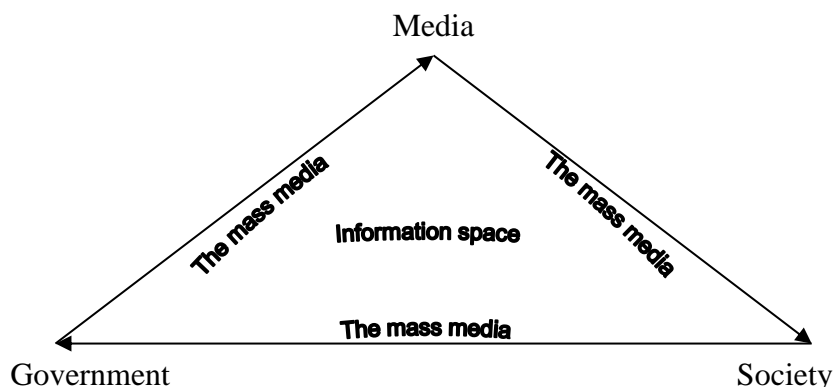 Media
The mass media
The mass media
Information space
The mass media
Government
Society